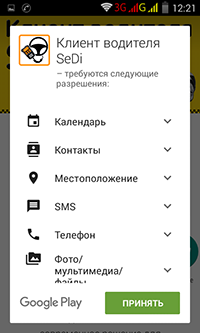 3G G 12:21
Клиент водителя
SeDi
– требуются следующие
разрешения:
Календарь
Контакты
Местоположение
SMS
Телефон
Фото/
мультимедиа/
файлы
Google Play
ПРИНЯТЬ